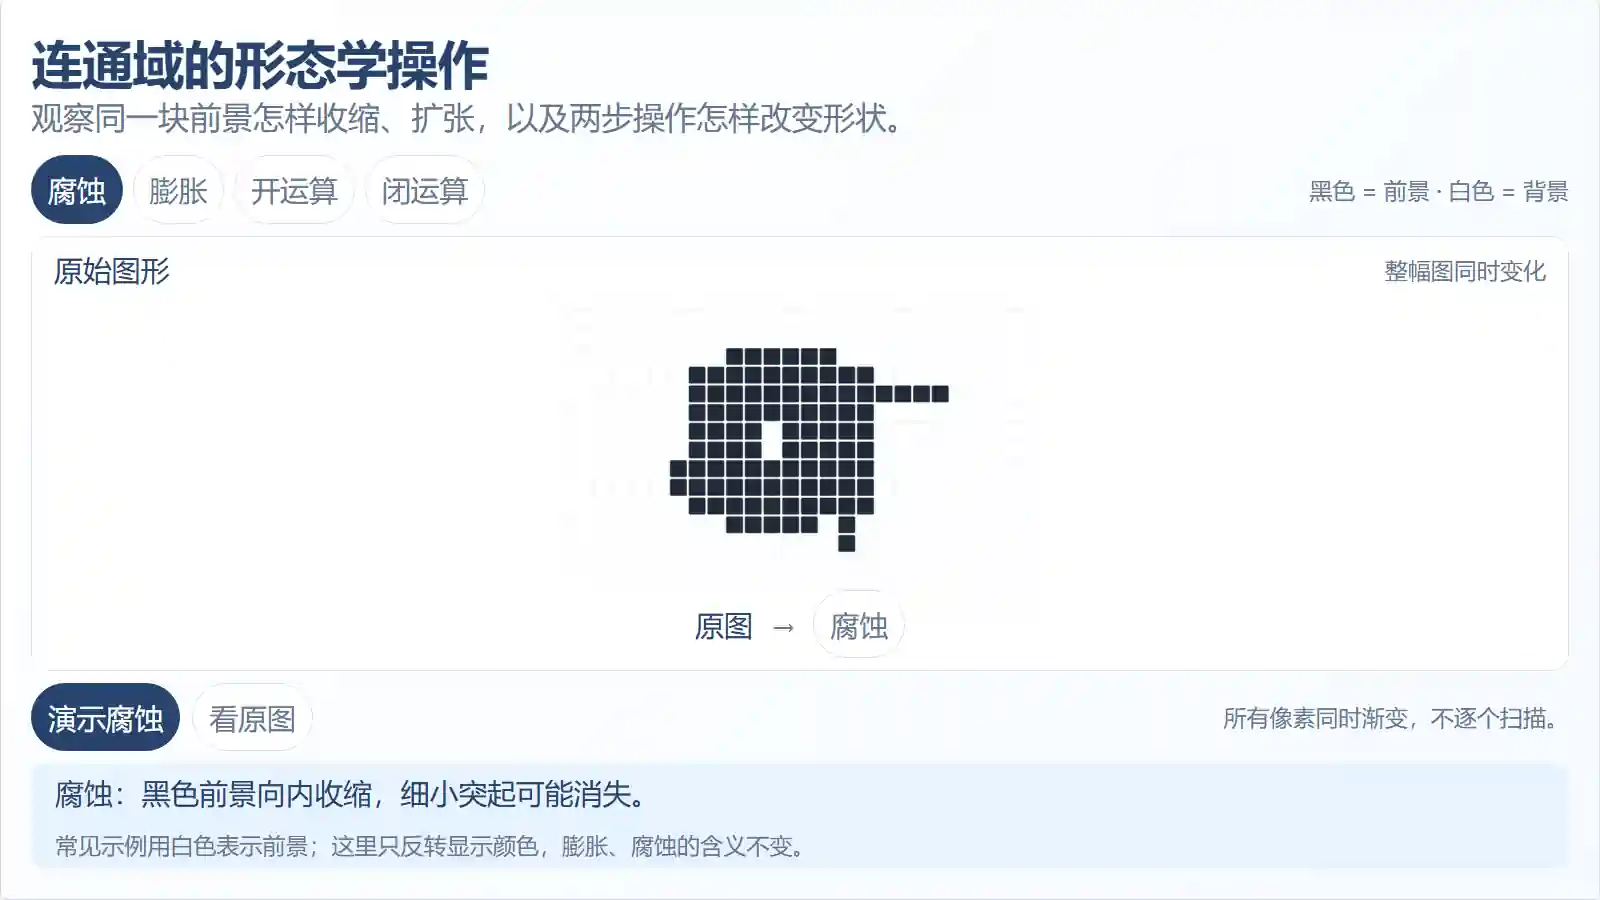 连通域的形态学操作
观察同一块前景怎样收缩、扩张，以及两步操作怎样改变形状。
腐蚀 膨胀 开运算 闭运算
黑色 = 前景 · 白色 = 背景
原始图形
整幅图同时变化
原图 → 腐蚀
演示腐蚀 看原图
所有像素同时渐变，不逐个扫描。
腐蚀：黑色前景向内收缩，细小突起可能消失。
常见示例用白色表示前景；这里只反转显示颜色，膨胀、腐蚀的含义不变。